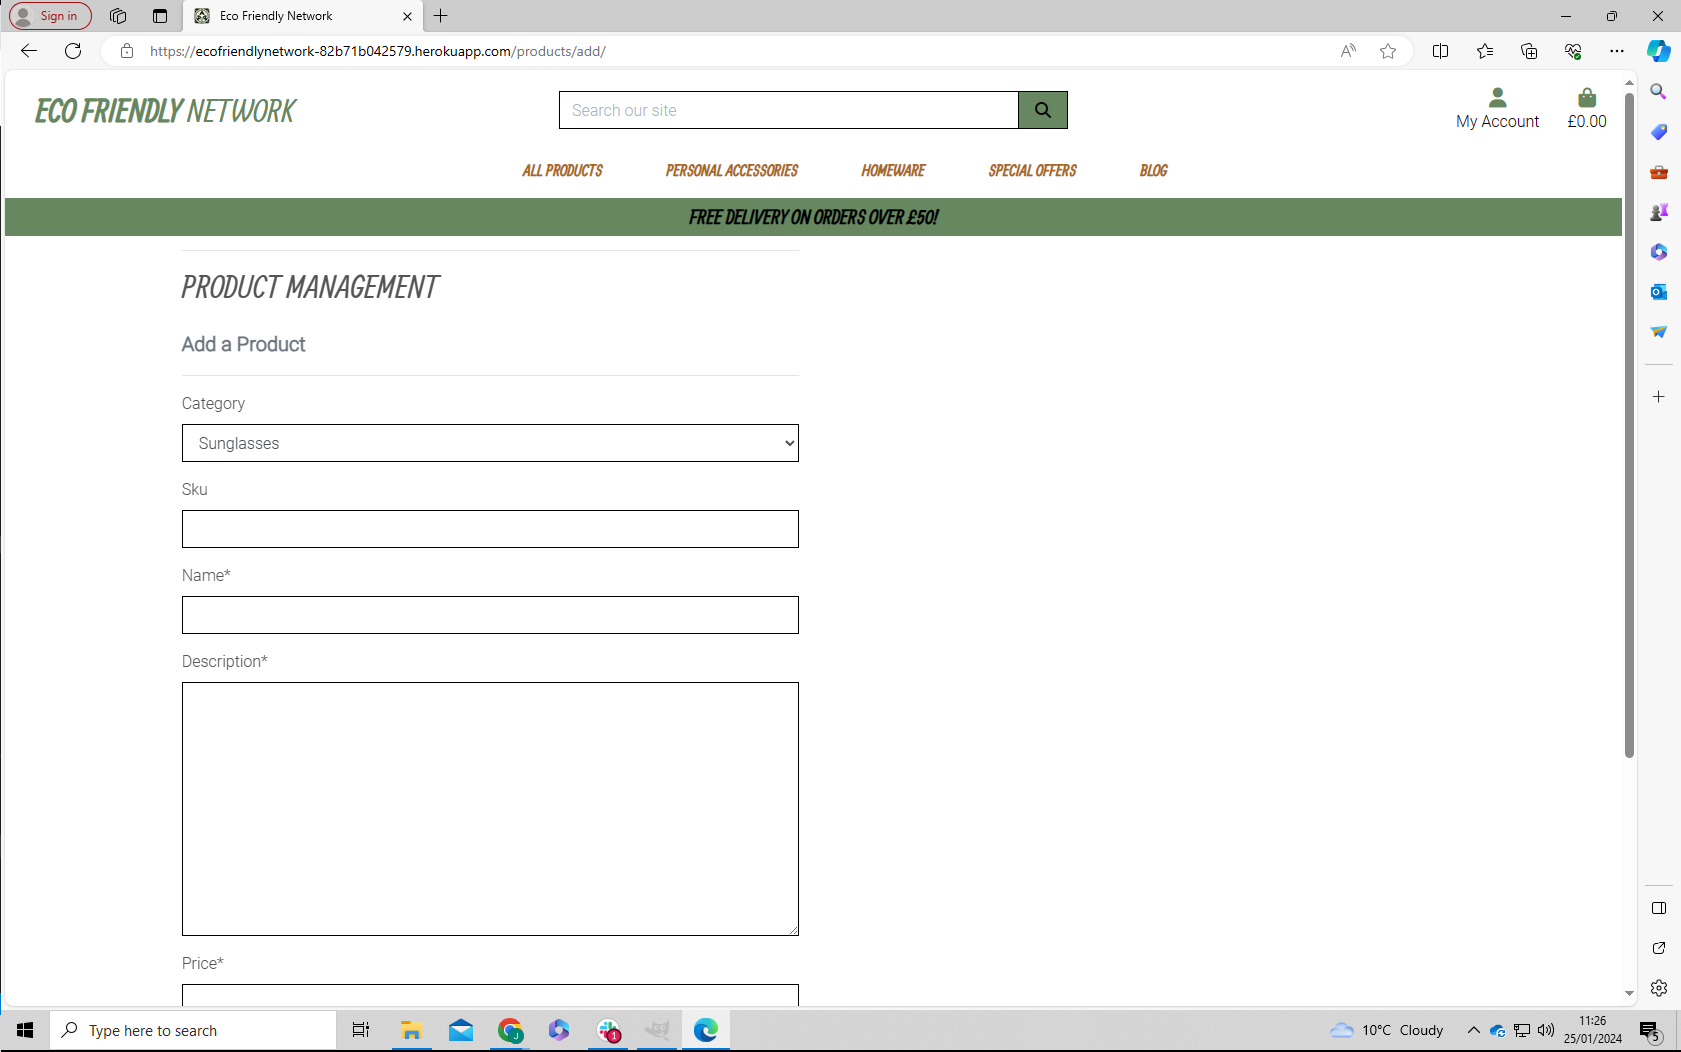 Sign in
Eco Friendly Network
https://ecofriendlynetwork-82b71b042579.herokuapp.com/products/add/
ECO FRIENDLY NETWORK
Search our site
My Account
£0.00
ALL PRODUCTS
PERSONAL ACCESSORIES
HOMEWARE
SPECIAL OFFERS
BLOG
FREE DELIVERY ON ORDERS OVER £50!
PRODUCT MANAGEMENT
Add a Product
Category
Sunglasses
Sku
Name*
Description*
Price*
Type here to search
J
1
10°C Cloudy
11:26
25/01/2024
5